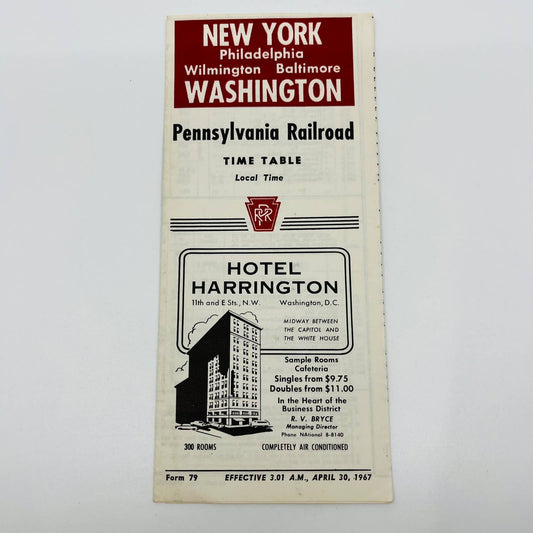 NEW YORK
Philadelphia
Wilmington Baltimore
WASHINGTON
Pennsylvania Railroad
TIME TABLE
Local Time
PRR
HOTEL
HARRINGTON
11th and E Sts., N.W. Washington, D.C.
MIDWAY BETWEEN
THE CAPITOL AND
THE WHITE HOUSE
Sample Rooms
Cafeteria
Singles from $9.75
Doubles from $11.00
In the Heart of the
Business District
R. V. BRYCE
Managing Director
Phone NAtional 8-8140
300 ROOMS COMPLETELY AIR CONDITIONED
Form 79 EFFECTIVE 3.01 A.M., APRIL 30, 1967